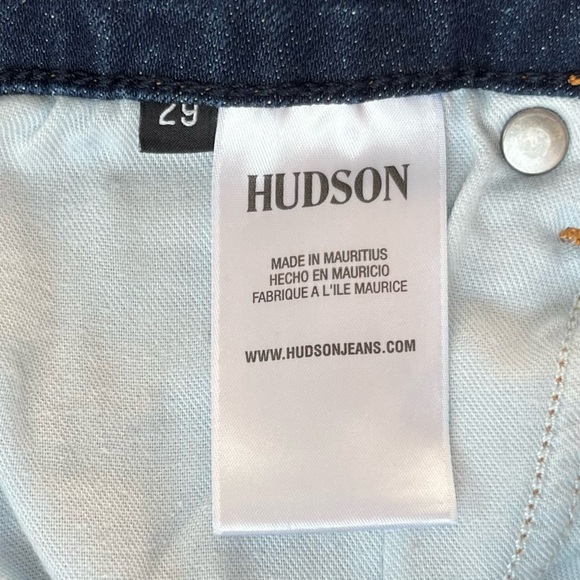 29
HUDSON
MADE IN MAURITIUS
HECHO EN MAURICIO
FABRIQUE A L'ILE MAURICE
WWW.HUDSONJEANS.COM